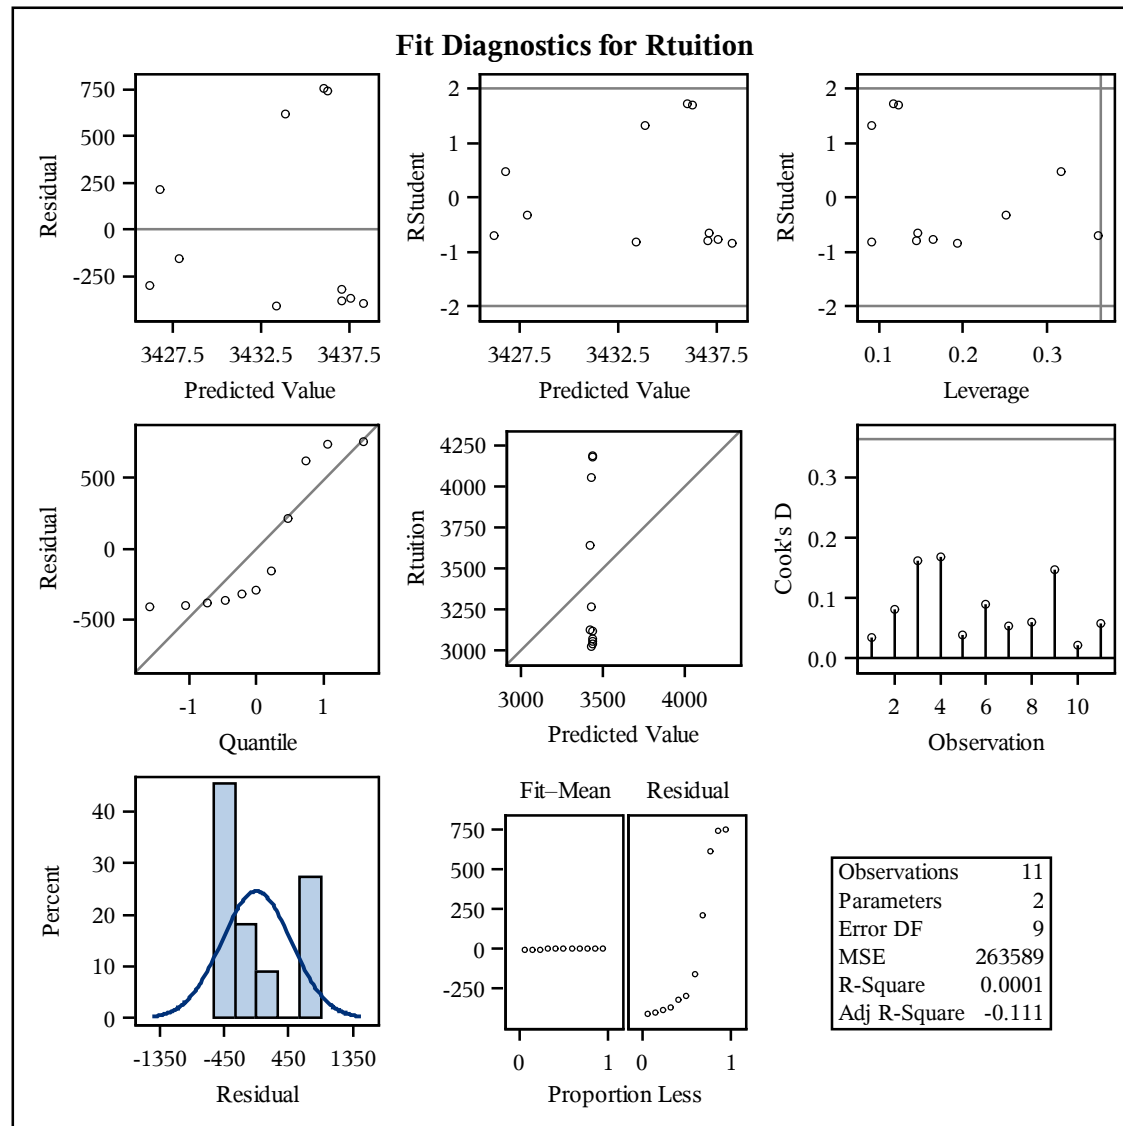 Fit Diagnostics for Rtuition
750
500
250
0
-250
Residual
3427.5 3432.5 3437.5
Predicted Value
2
1
0
-1
-2
RStudent
3427.5 3432.5 3437.5
Predicted Value
2
1
0
-1
-2
RStudent
0.1 0.2 0.3
Leverage
500
0
-500
Residual
-1 0 1
Quantile
4250
4000
3750
3500
3250
3000
Rtuition
3000 3500 4000
Predicted Value
0.3
0.2
0.1
0.0
Cook's D
2 4 6 8 10
Observation
40
30
20
10
0
Percent
-1350 -450 450 1350
Residual
Fit–Mean Residual
750
500
250
0
-250
0 1 0 1
Proportion Less
Observations 11
Parameters 2
Error DF 9
MSE 263589
R-Square 0.0001
Adj R-Square -0.111